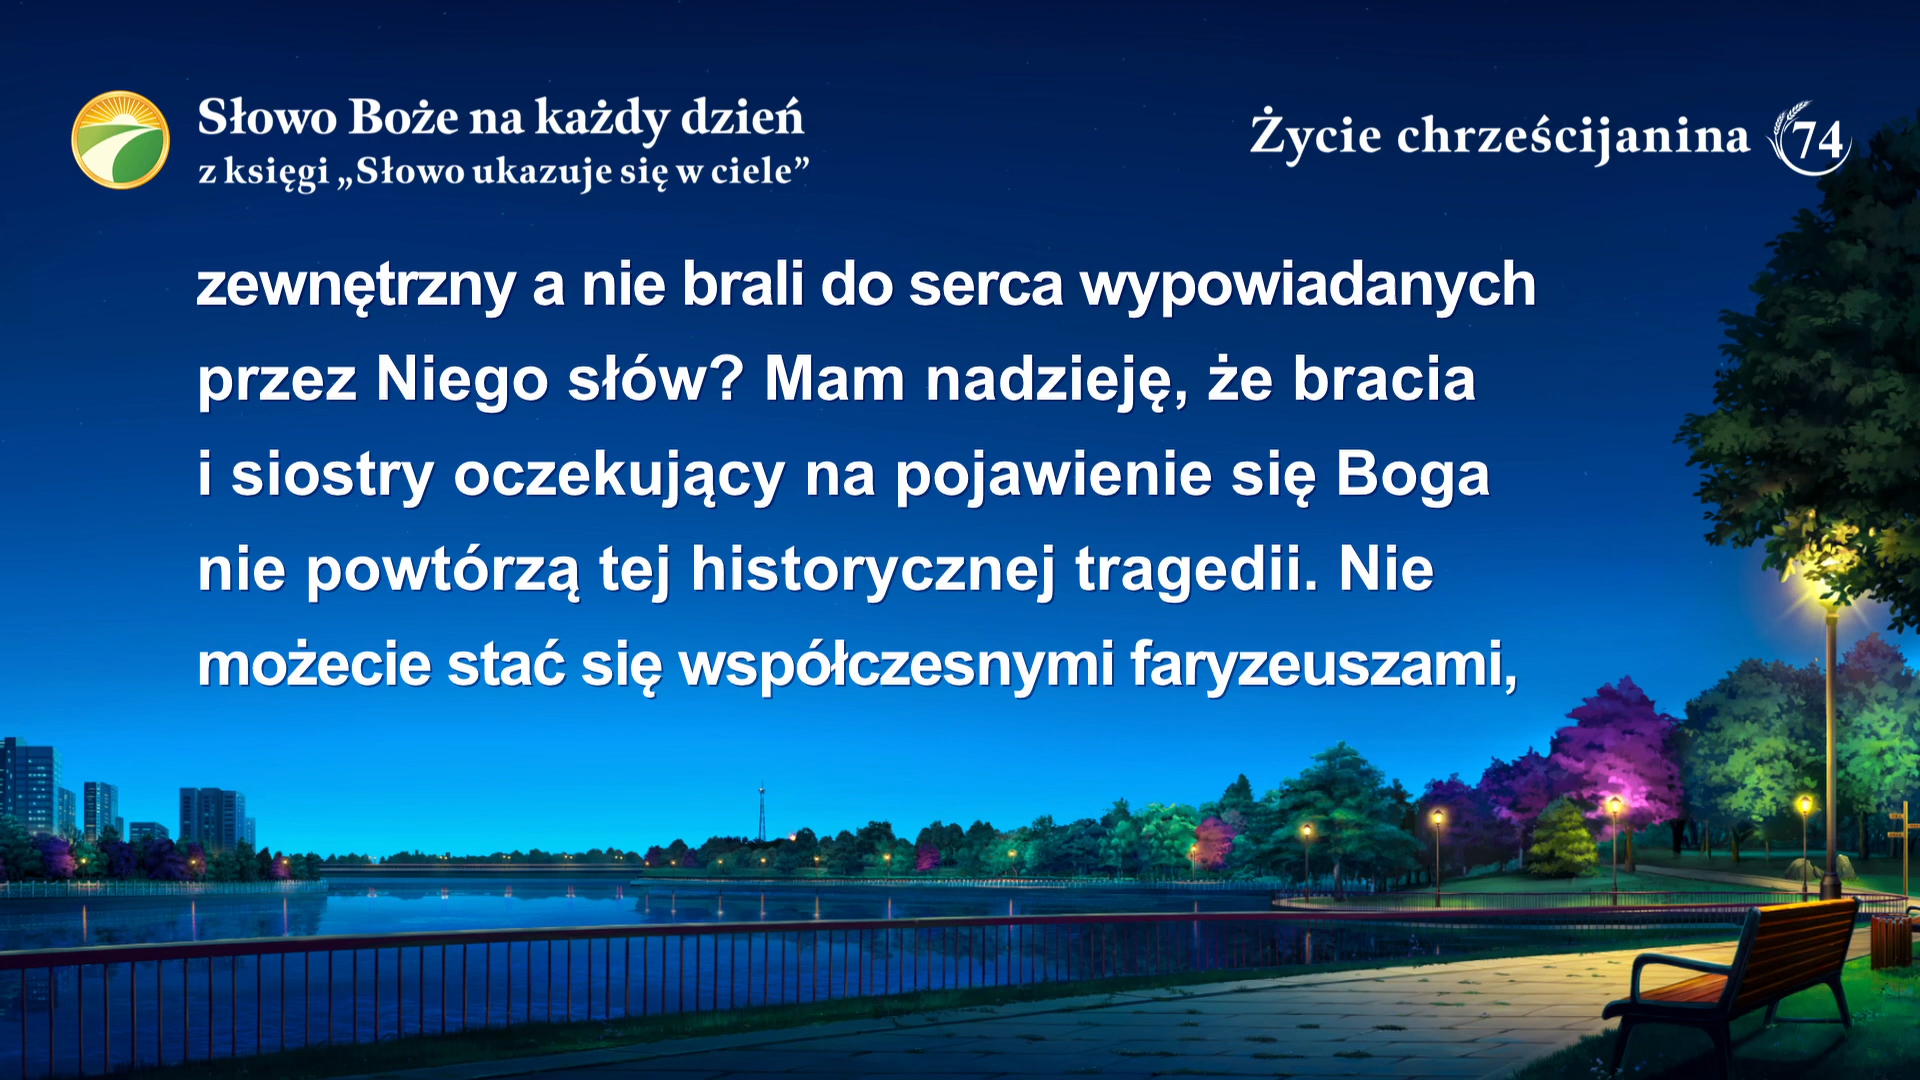 Słowo Boże na każdy dzień
z księgi „Słowo ukazuje się w ciele”
Życie chrześcijanina 74
zewnętrzny a nie brali do serca wypowiadanych
przez Niego słów? Mam nadzieję, że bracia
i siostry oczekujący na pojawienie się Boga
nie powtórzą tej historycznej tragedii. Nie
możecie stać się współczesnymi faryzeuszami,